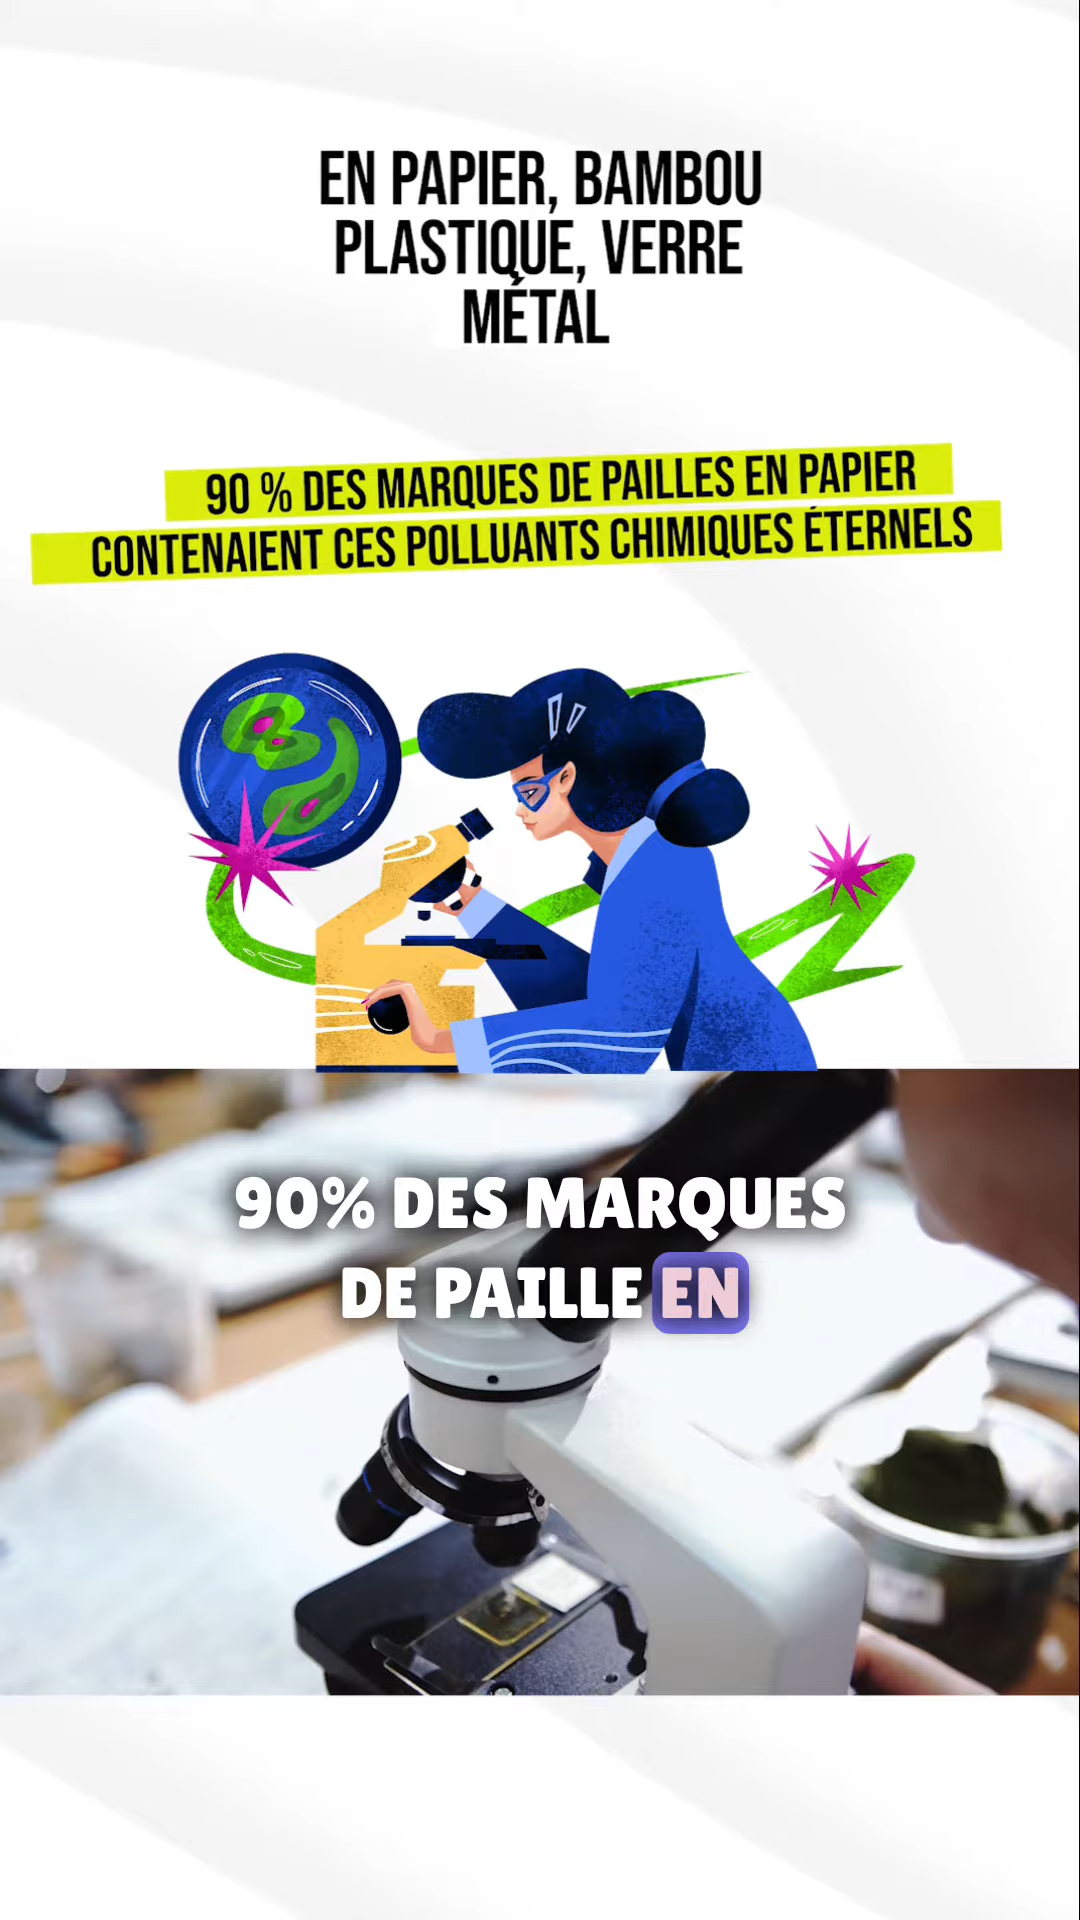 EN PAPIER, BAMBOU
PLASTIQUE, VERRE
MÉTAL
90 % DES MARQUES DE PAILLES EN PAPIER
CONTENAIENT CES POLLUANTS CHIMIQUES ÉTERNELS
90% DES MARQUES
DE PAILLE EN